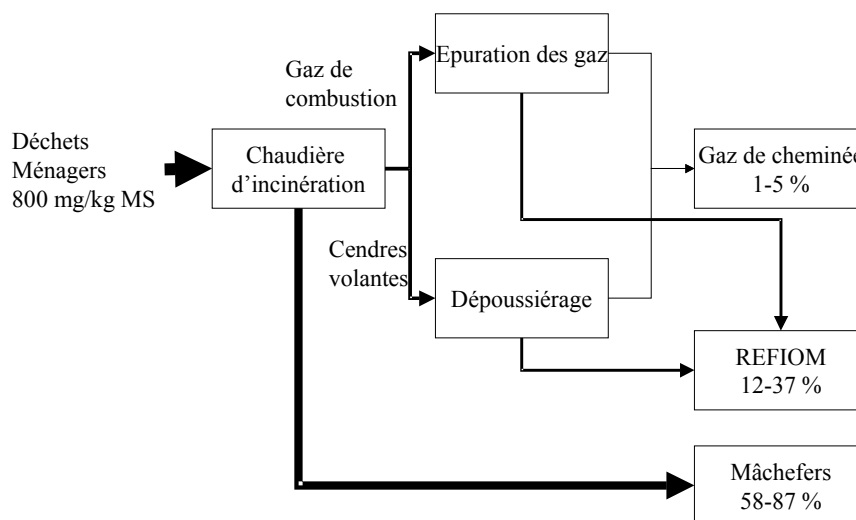 Epuration des gaz
Gaz de
combustion
Déchets
Ménagers
800 mg/kg MS
Chaudière
d’incinération
Gaz de cheminée
1-5 %
Cendres
volantes
Dépoussiérage
REFIOM
12-37 %
Mâchefers
58-87 %